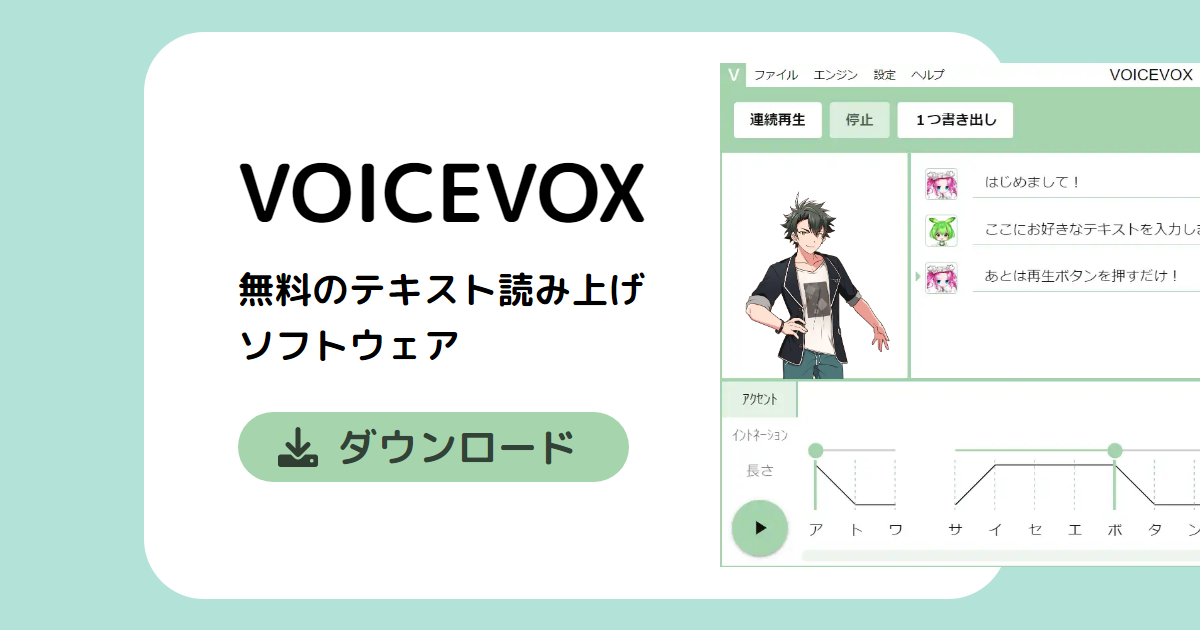 VOICEVOX
無料のテキスト読み上げ
ソフトウェア
ダウンロード
V ファイル エンジン 設定 ヘルプ VOICEVOX
連続再生 停止 1つ書き出し
はじめまして！
ここにお好きなテキストを入力し
あとは再生ボタンを押すだけ！
アクセント
イントネーション
長さ
ア ト ワ サ イ セ エ ボ タ ン